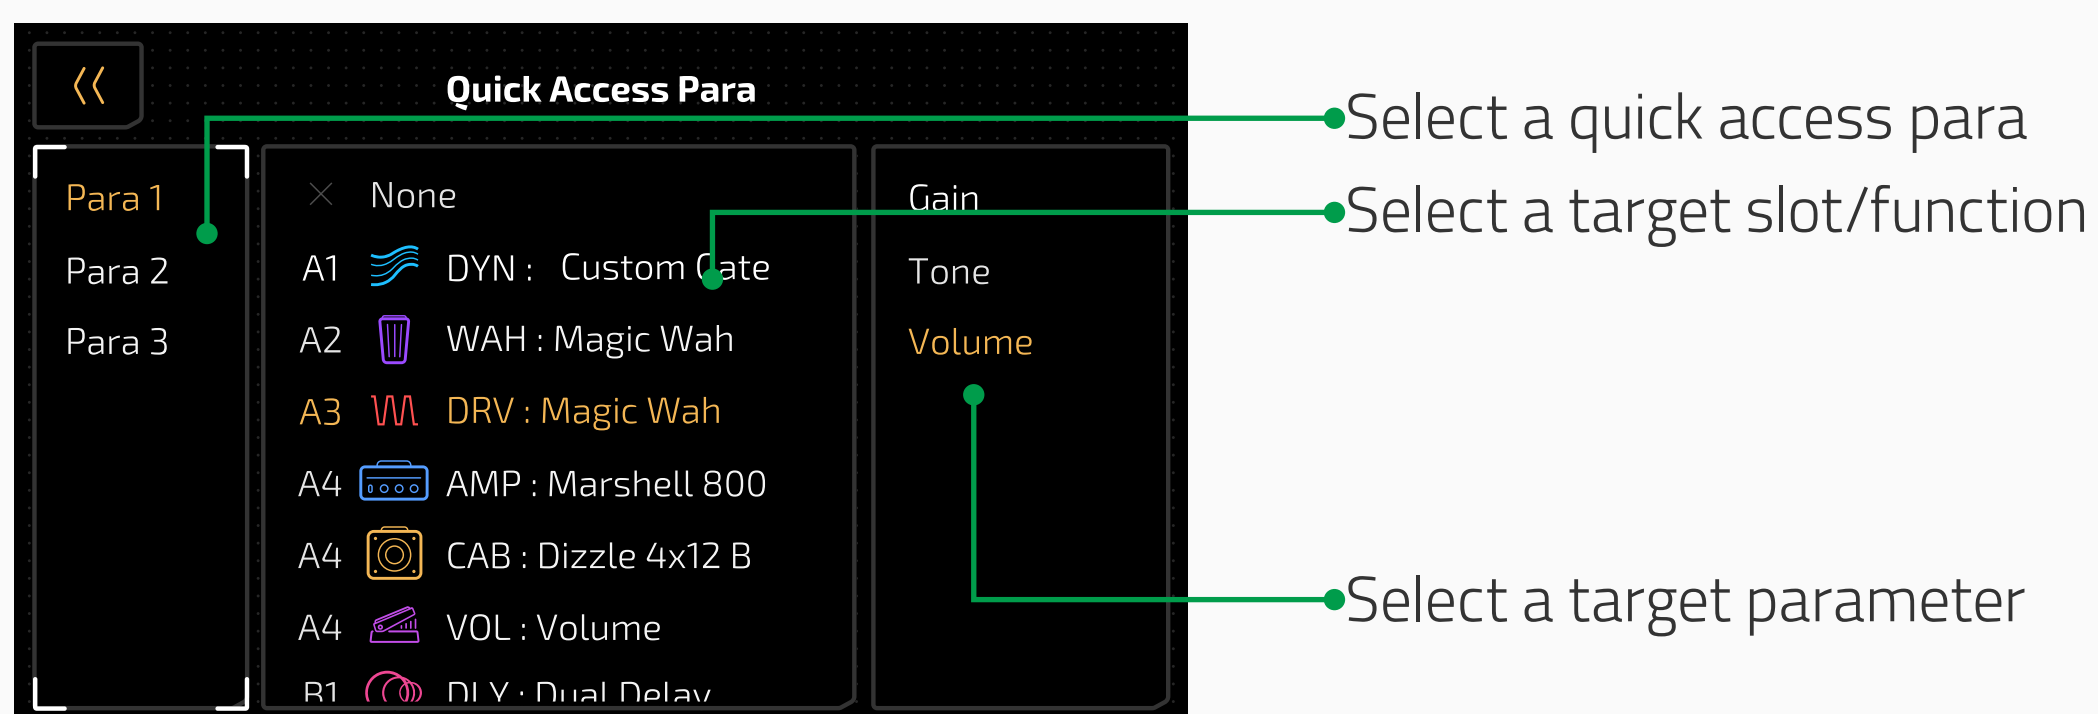 Quick Access Para
Select a quick access para
Select a target slot/function
Select a target parameter
Para 1
Para 2
Para 3
None
A1 DYN : Custom Gate
A2 WAH : Magic Wah
A3 DRV : Magic Wah
A4 AMP : Marshell 800
A4 CAB : Dizzle 4x12 B
A4 VOL : Volume
B1 DLY : Dual Delay
Gain
Tone
Volume